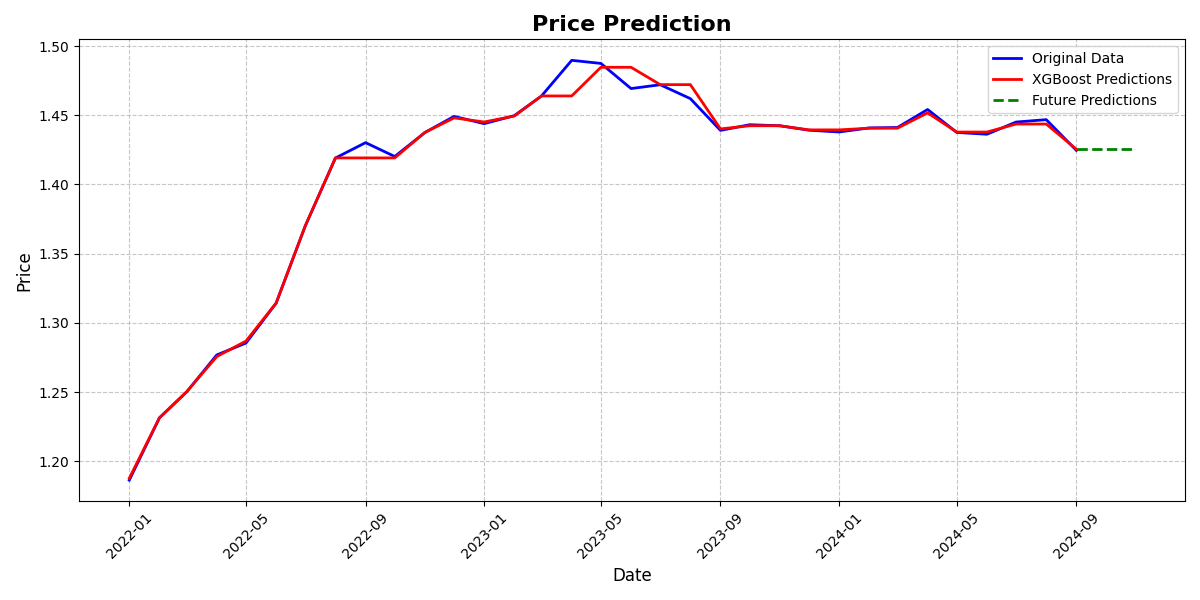 Price Prediction
Original Data
XGBoost Predictions
Future Predictions
Price
1.50
1.45
1.40
1.35
1.30
1.25
1.20
2022-01
2022-05
2022-09
2023-01
2023-05
2023-09
2024-01
2024-05
2024-09
Date